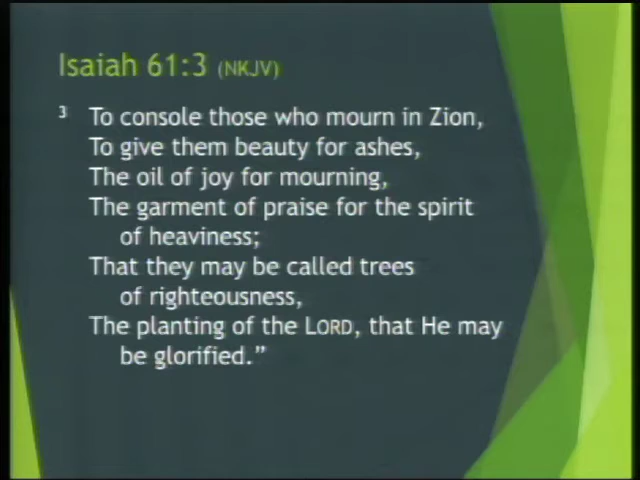 Isaiah 61:3 (NKJV)
3 To console those who mourn in Zion,
To give them beauty for ashes,
The oil of joy for mourning,
The garment of praise for the spirit
of heaviness;
That they may be called trees
of righteousness,
The planting of the LORD, that He may
be glorified.”